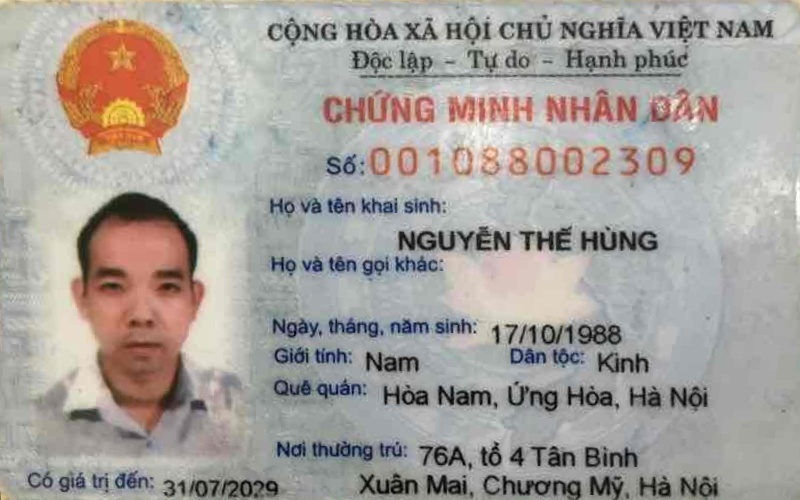 CỘNG HÒA XÃ HỘI CHỦ NGHĨA VIỆT NAM
Độc lập - Tự do - Hạnh phúc
CHỨNG MINH NHÂN DÂN
Số: 001088002309
Họ và tên khai sinh:
NGUYỄN THẾ HÙNG
Họ và tên gọi khác:
Ngày, tháng, năm sinh: 17/10/1988
Giới tính: Nam Dân tộc: Kinh
Quê quán: Hòa Nam, Ứng Hòa, Hà Nội
Nơi thường trú: 76A, tổ 4 Tân Bình
Xuân Mai, Chương Mỹ, Hà Nội
Có giá trị đến: 31/07/2029